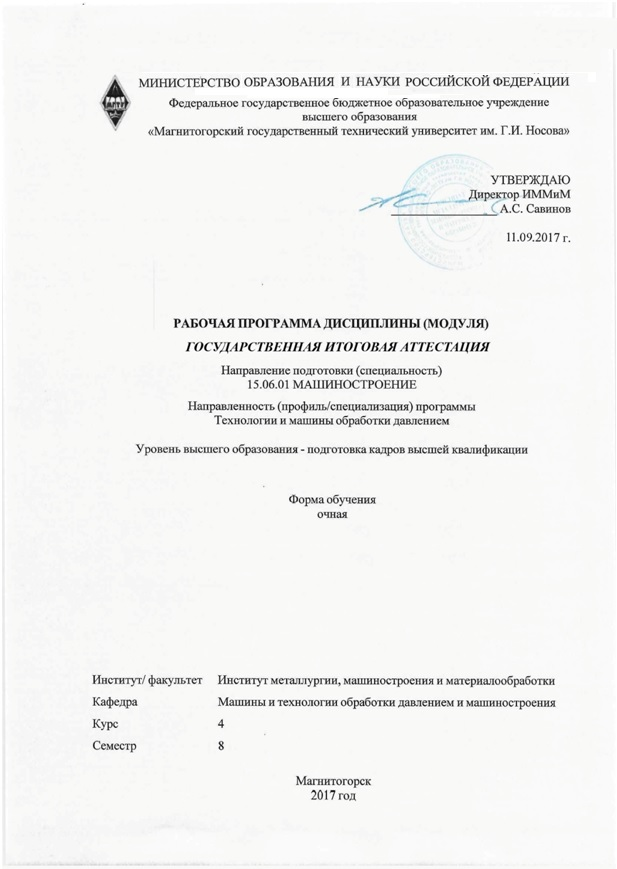 МИНИСТЕРСТВО ОБРАЗОВАНИЯ И НАУКИ РОССИЙСКОЙ ФЕДЕРАЦИИ
Федеральное государственное бюджетное образовательное учреждение
высшего образования
«Магнитогорский государственный технический университет им. Г.И. Носова»
УТВЕРЖДАЮ
Директор ИММиМ
А.С. Савинов
11.09.2017 г.
РАБОЧАЯ ПРОГРАММА ДИСЦИПЛИНЫ (МОДУЛЯ)
ГОСУДАРСТВЕННАЯ ИТОГОВАЯ АТТЕСТАЦИЯ
Направление подготовки (специальность)
15.06.01 МАШИНОСТРОЕНИЕ
Направленность (профиль/специализация) программы
Технологии и машины обработки давлением
Уровень высшего образования - подготовка кадров высшей квалификации
Форма обучения
очная
Институт/ факультет Институт металлургии, машиностроения и материалообработки
Кафедра Машины и технологии обработки давлением и машиностроения
Курс 4
Семестр 8
Магнитогорск
2017 год